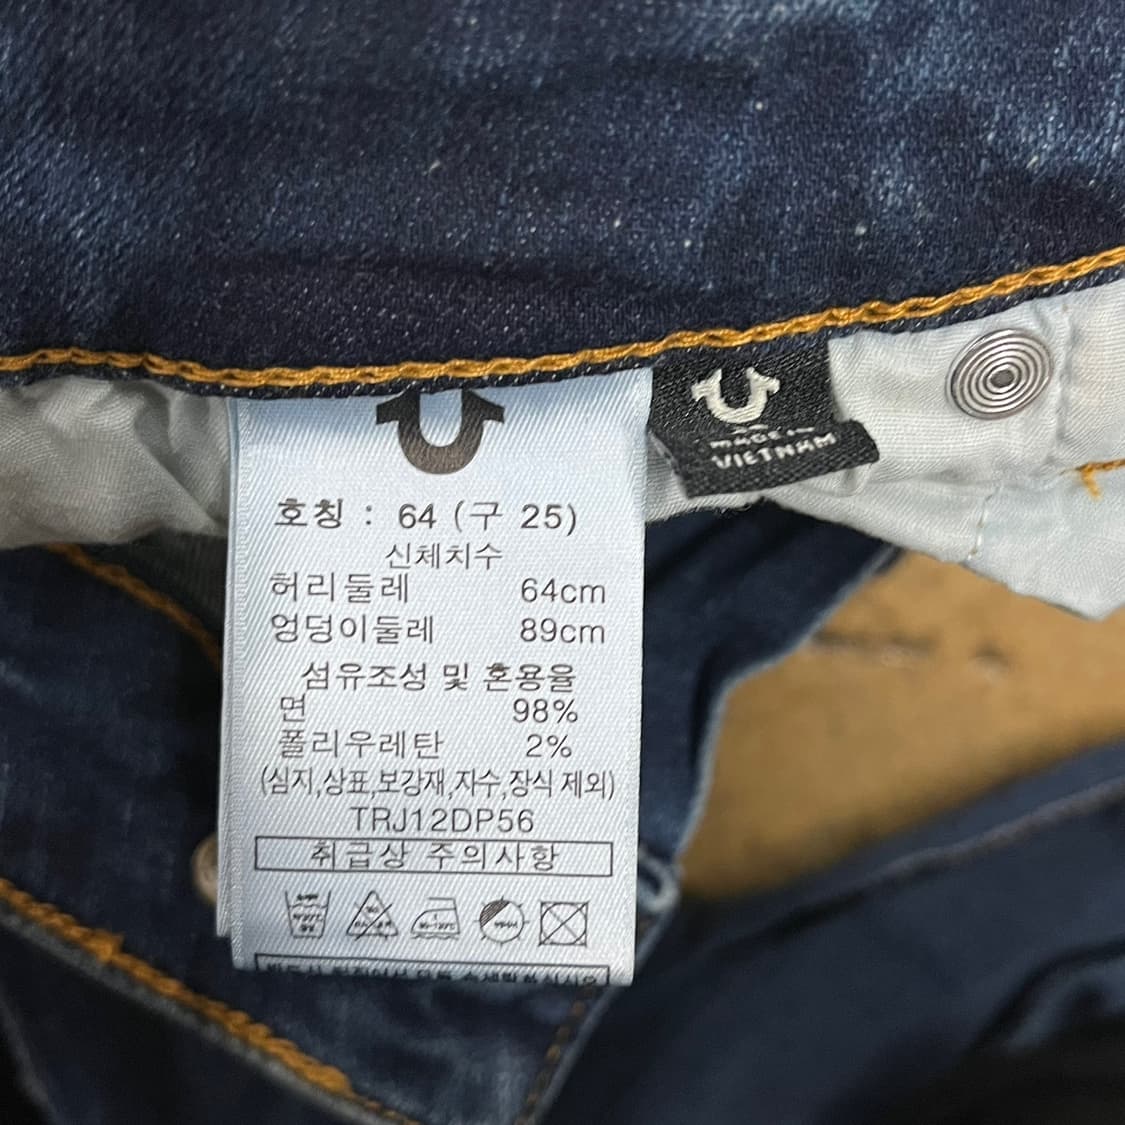 호칭 : 64 (구 25)
신체치수
허리둘레 64cm
엉덩이둘레 89cm
섬유조성 및 혼용율
면 98%
폴리우레탄 2%
(심지,상표,보강재,자수,장식 제외)
TRJ12DP56
취급상 주의사항
MADE IN
VIETNAM